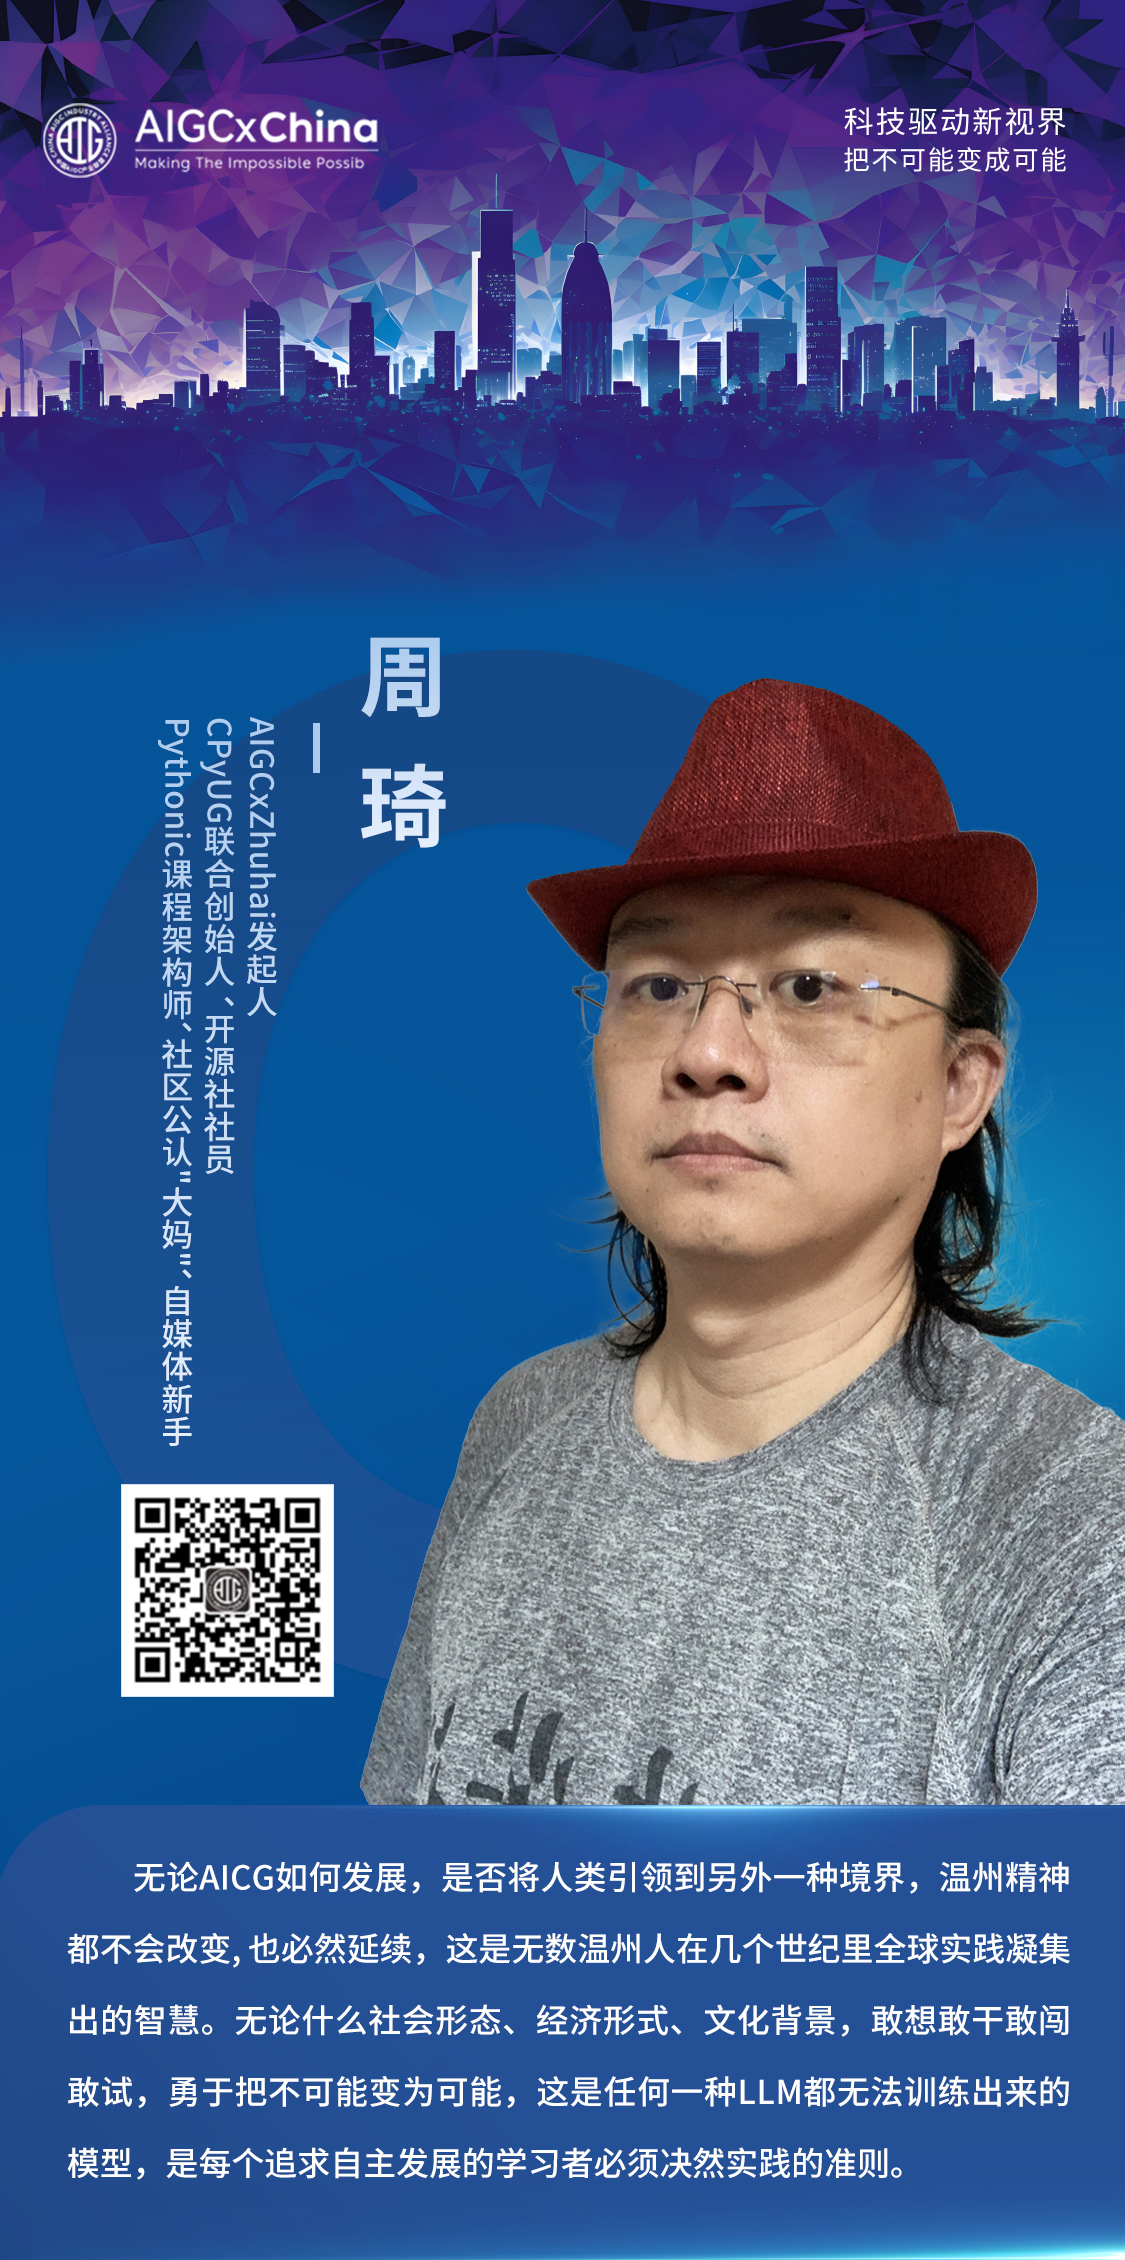 AIGCxChina
Making The Impossible Possib
科技驱动新视界
把不可能变成可能
周琦
AIGCxZhuhai发起人
CPyUG联合创始人、开源社社员
Pythonic课程架构师、社区公认"大妈"、自媒体新手
无论AICG如何发展，是否将人类引领到另外一种境界，温州精神
都不会改变, 也必然延续，这是无数温州人在几个世纪里全球实践凝集
出的智慧。无论什么社会形态、经济形式、文化背景，敢想敢干敢闯
敢试，勇于把不可能变为可能，这是任何一种LLM都无法训练出来的
模型，是每个追求自主发展的学习者必须决然实践的准则。